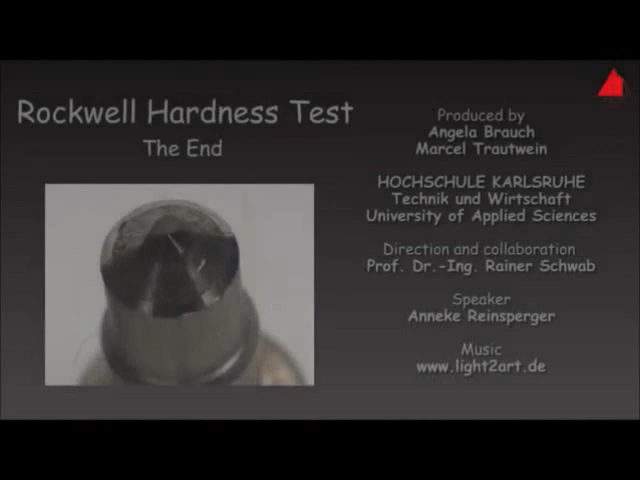 Rockwell Hardness Test
The End
Produced by
Angela Brauch
Marcel Trautwein
HOCHSCHULE KARLSRUHE
Technik und Wirtschaft
University of Applied Sciences
Direction and collaboration
Prof. Dr.-Ing. Rainer Schwab
Speaker
Anneke Reinsperger
Music
www.light2art.de